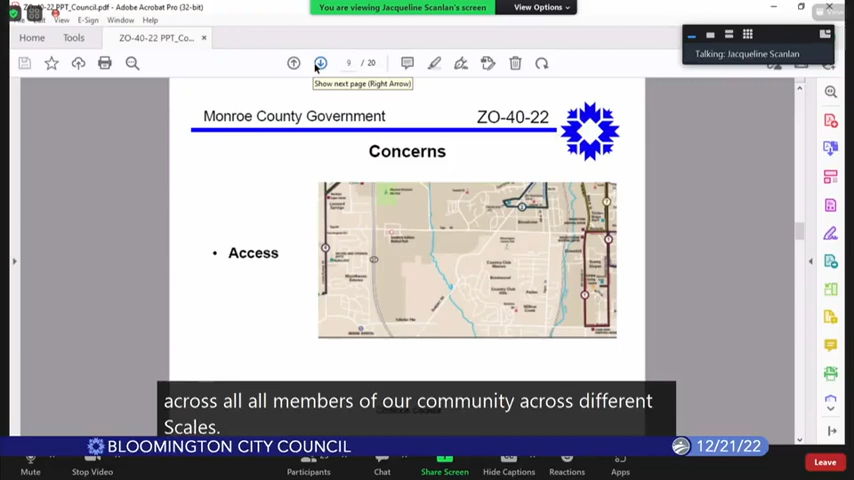 ZO-40-22 PPT_Council.pdf - Adobe Acrobat Pro (32-bit)
You are viewing Jacqueline Scanlan's screen
View Options
View
E-Sign Window Help
Home Tools ZO-40-22 PPT_Co... ×
Talking: Jacqueline Scanlan
9 / 20
Show next page (Right Arrow)
Monroe County Government ZO-40-22
Concerns
• Access
across all all members of our community across different
Scales.
BLOOMINGTON CITY COUNCIL 12/21/22
Mute Stop Video Participants Chat Share Screen Hide Captions Reactions Apps Leave